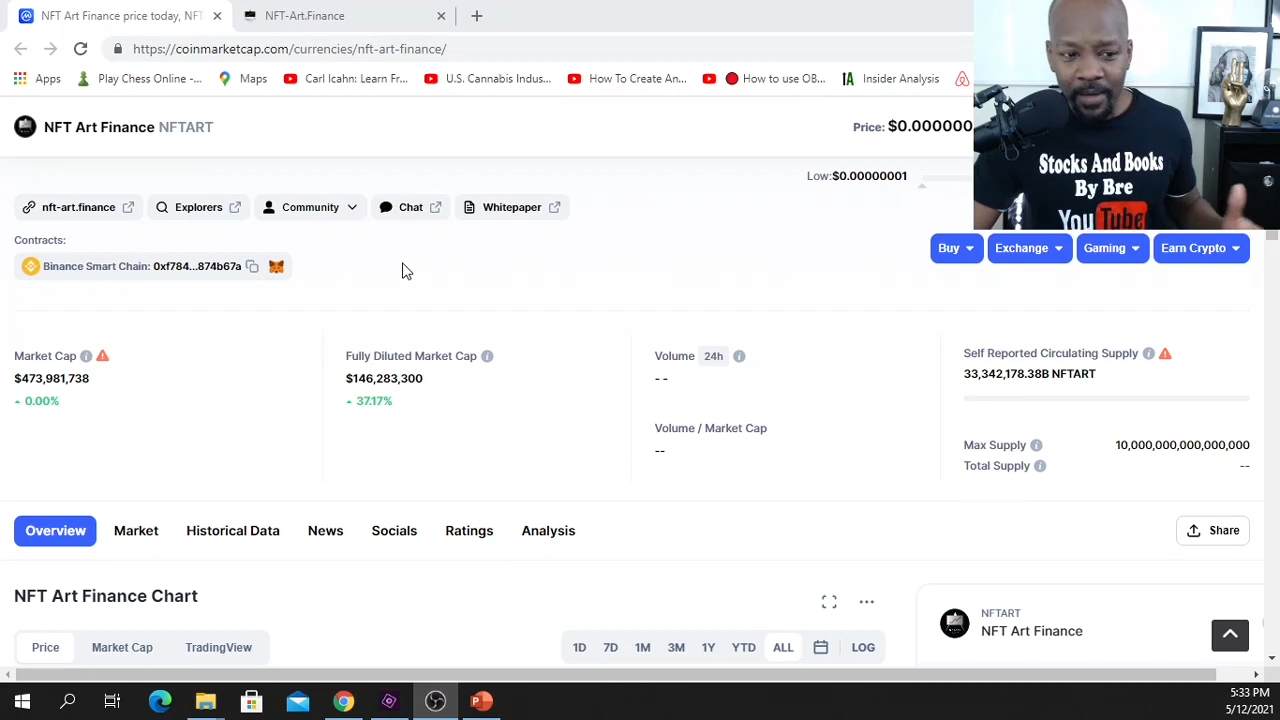 NFT Art Finance price today, NFT
NFT-Art.Finance
https://coinmarketcap.com/currencies/nft-art-finance/
Apps
Play Chess Online -...
Maps
Carl Icahn: Learn Fr...
U.S. Cannabis Indus...
How To Create An...
How to use OB...
IA Insider Analysis
NFT Art Finance NFTART
Price: $0.000000
Low:$0.00000001
Stocks And Books
By Bre
YouTube
nft-art.finance
Explorers
Community
Chat
Whitepaper
Contracts:
Binance Smart Chain: 0xf784...874b67a
Buy
Exchange
Gaming
Earn Crypto
Market Cap
$473,981,738
0.00%
Fully Diluted Market Cap
$146,283,300
37.17%
Volume 24h
- -
Volume / Market Cap
--
Self Reported Circulating Supply
33,342,178.38B NFTART
Max Supply 10,000,000,000,000,000
Total Supply --
Overview
Market
Historical Data
News
Socials
Ratings
Analysis
Share
NFT Art Finance Chart
Price
Market Cap
TradingView
1D 7D 1M 3M 1Y YTD ALL LOG
NFTART
NFT Art Finance
5:33 PM
5/12/2021